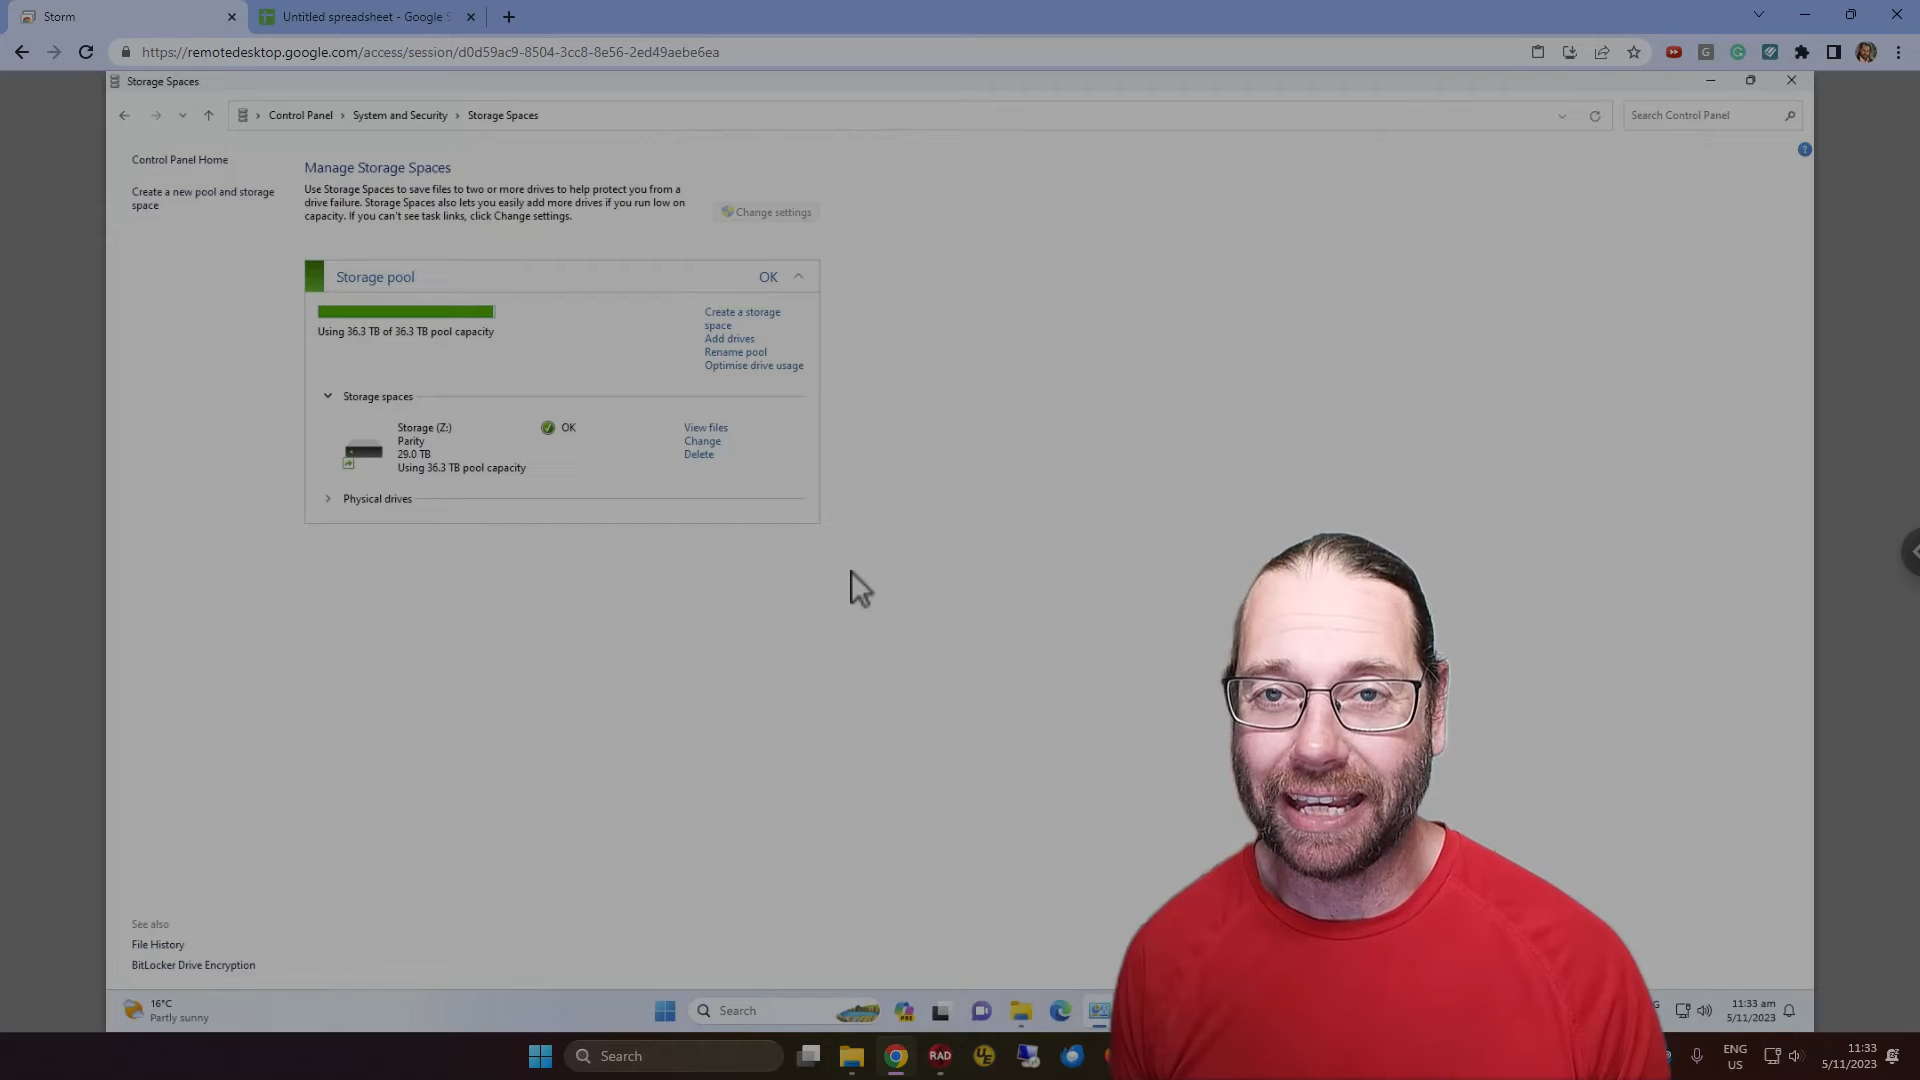 Storm
Untitled spreadsheet - Google S
https://remotedesktop.google.com/access/session/d0d59ac9-8504-3cc8-8e56-2ed49aebe6ea
Storage Spaces
Control Panel
System and Security
Storage Spaces
Search Control Panel
Control Panel Home
Create a new pool and storage
space
Manage Storage Spaces
Use Storage Spaces to save files to two or more drives to help protect you from a
drive failure. Storage Spaces also lets you easily add more drives if you run low on
capacity. If you can't see task links, click Change settings.
Change settings
Storage pool
OK
Using 36.3 TB of 36.3 TB pool capacity
Create a storage
space
Add drives
Rename pool
Optimise drive usage
Storage spaces
Storage (Z:)
Parity
29.0 TB
Using 36.3 TB pool capacity
OK
View files
Change
Delete
Physical drives
See also
File History
BitLocker Drive Encryption
16°C
Partly sunny
Search
PRE
11:33 am
5/11/2023
Search
RAD
UE
ENG
US
11:33
5/11/2023